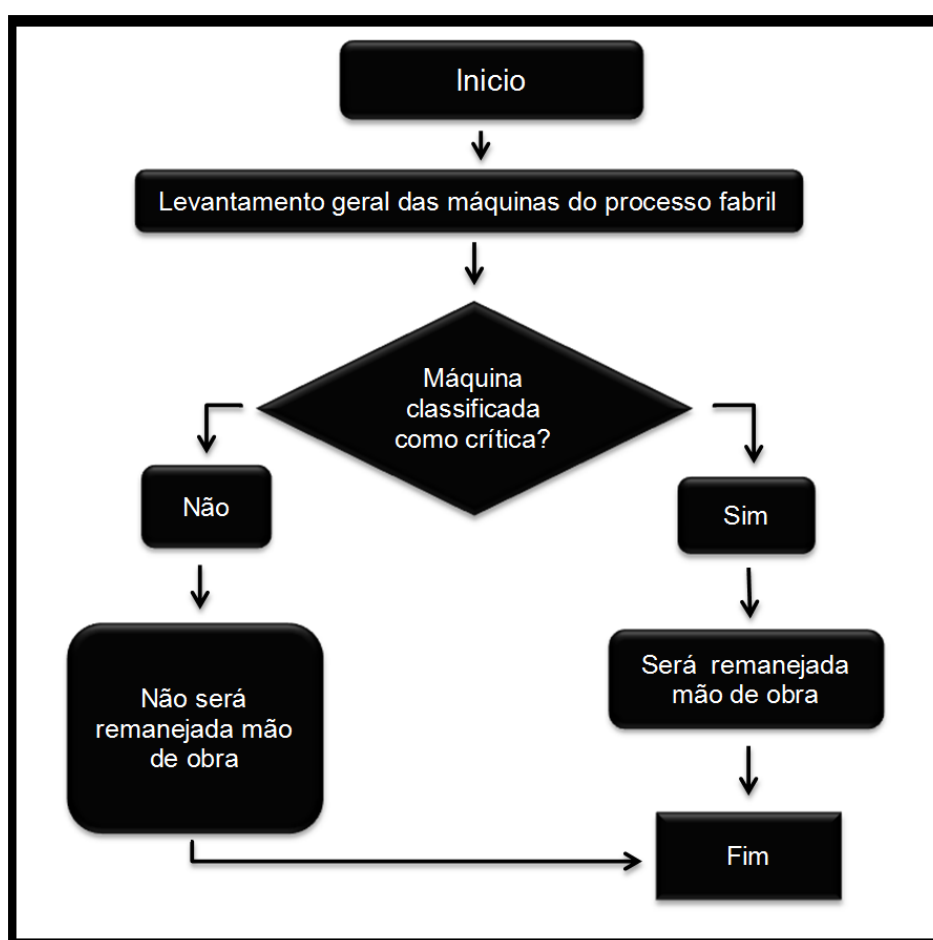 Inicio
Levantamento geral das máquinas do processo fabril
Máquina
classificada
como crítica?
Não
Sim
Não será
remanejada mão
de obra
Será  remanejada
mão de obra
Fim